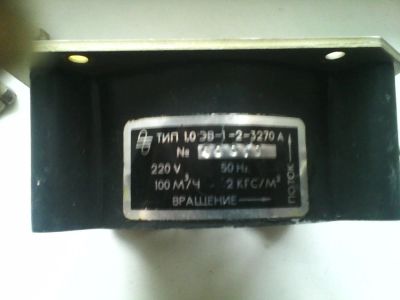 ТИП 1,0 ЭВ-1-2-3270 А
№
220 V 50 Hz
100 М³/Ч 2 КГС/М²
ВРАЩЕНИЕ
ПОТОК